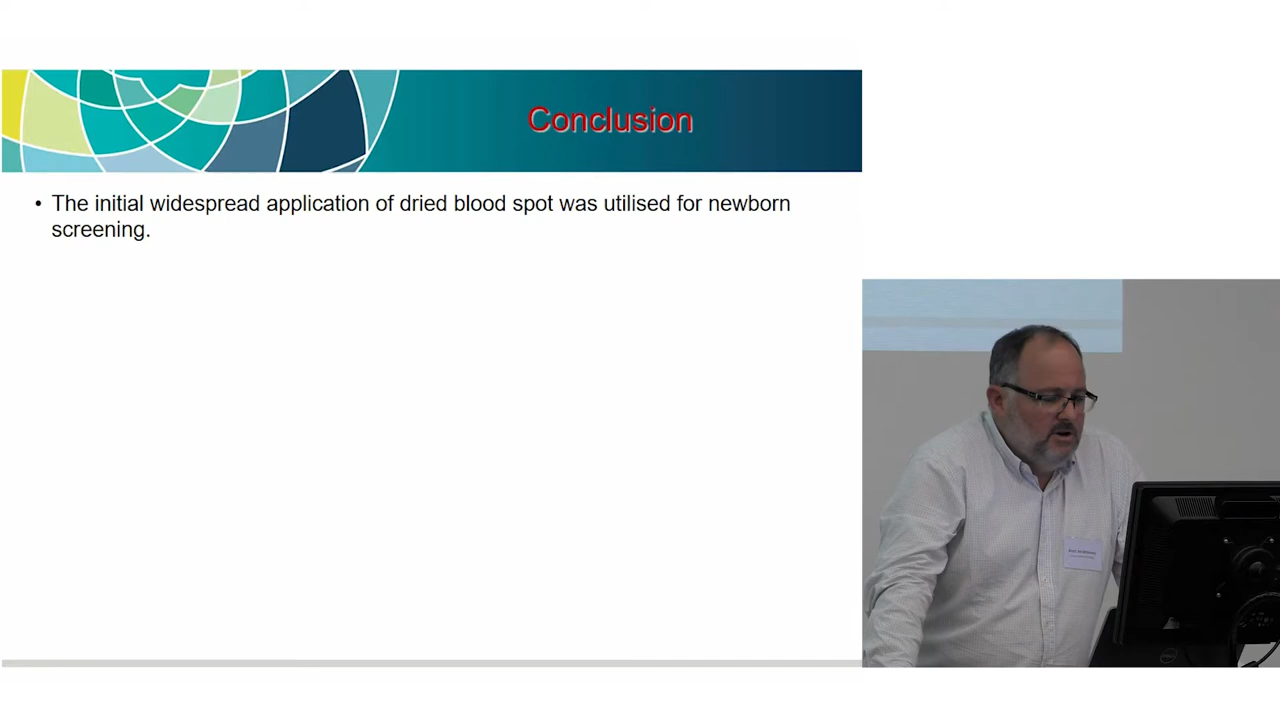 Conclusion
• The initial widespread application of dried blood spot was utilised for newborn
screening.